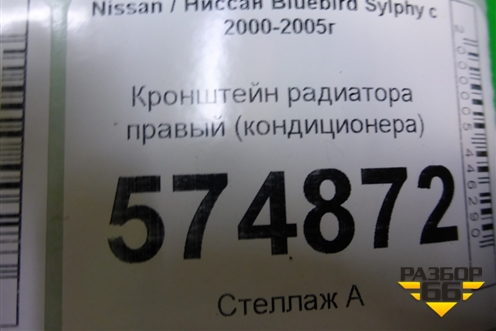 Nissan / Ниссан Bluebird Sylphy с
2000-2005г
Кронштейн радиатора
правый (кондиционера)
574872
Стеллаж А
2000005446290
РАЗБОР
66